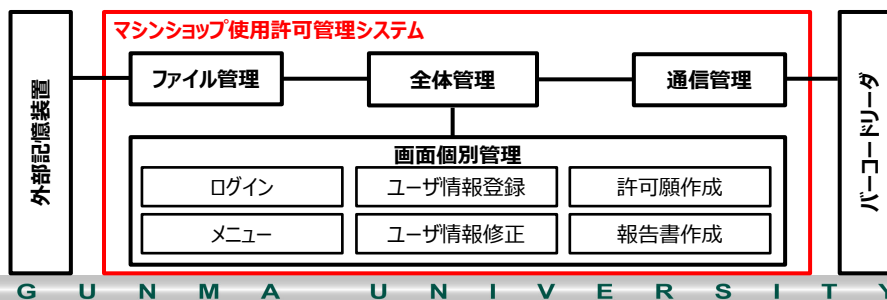 マシンショップ使用許可管理システム
外部記憶装置
ファイル管理
全体管理
通信管理
バーコードリーダ
画面個別管理
ログイン
ユーザ情報登録
許可願作成
メニュー
ユーザ情報修正
報告書作成
GUNMA UNIVERSITY